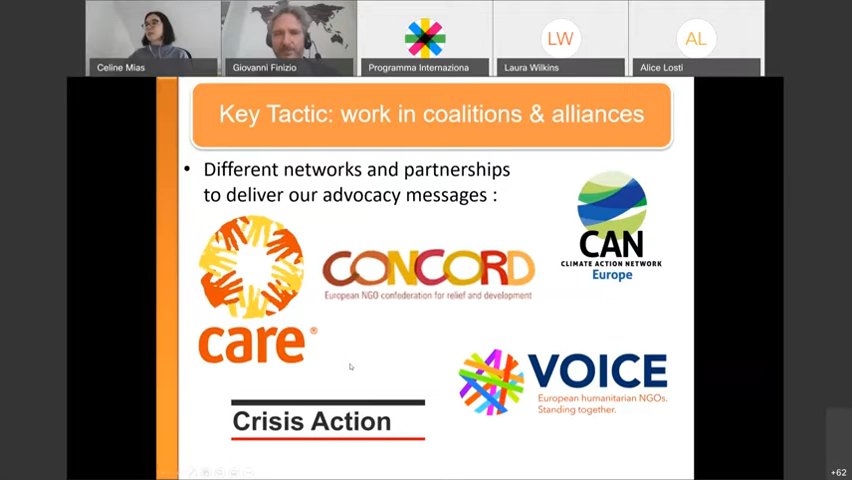 Celine Mias
Giovanni Finizio
Programma Internaziona
LW
Laura Wilkins
AL
Alice Losti
Key Tactic: work in coalitions & alliances
• Different networks and partnerships
to deliver our advocacy messages :
CAN
CLIMATE ACTION NETWORK
Europe
care®
CONCORD
European NGO confederation for relief and development
VOICE
European humanitarian NGOs.
Standing together.
Crisis Action
+62